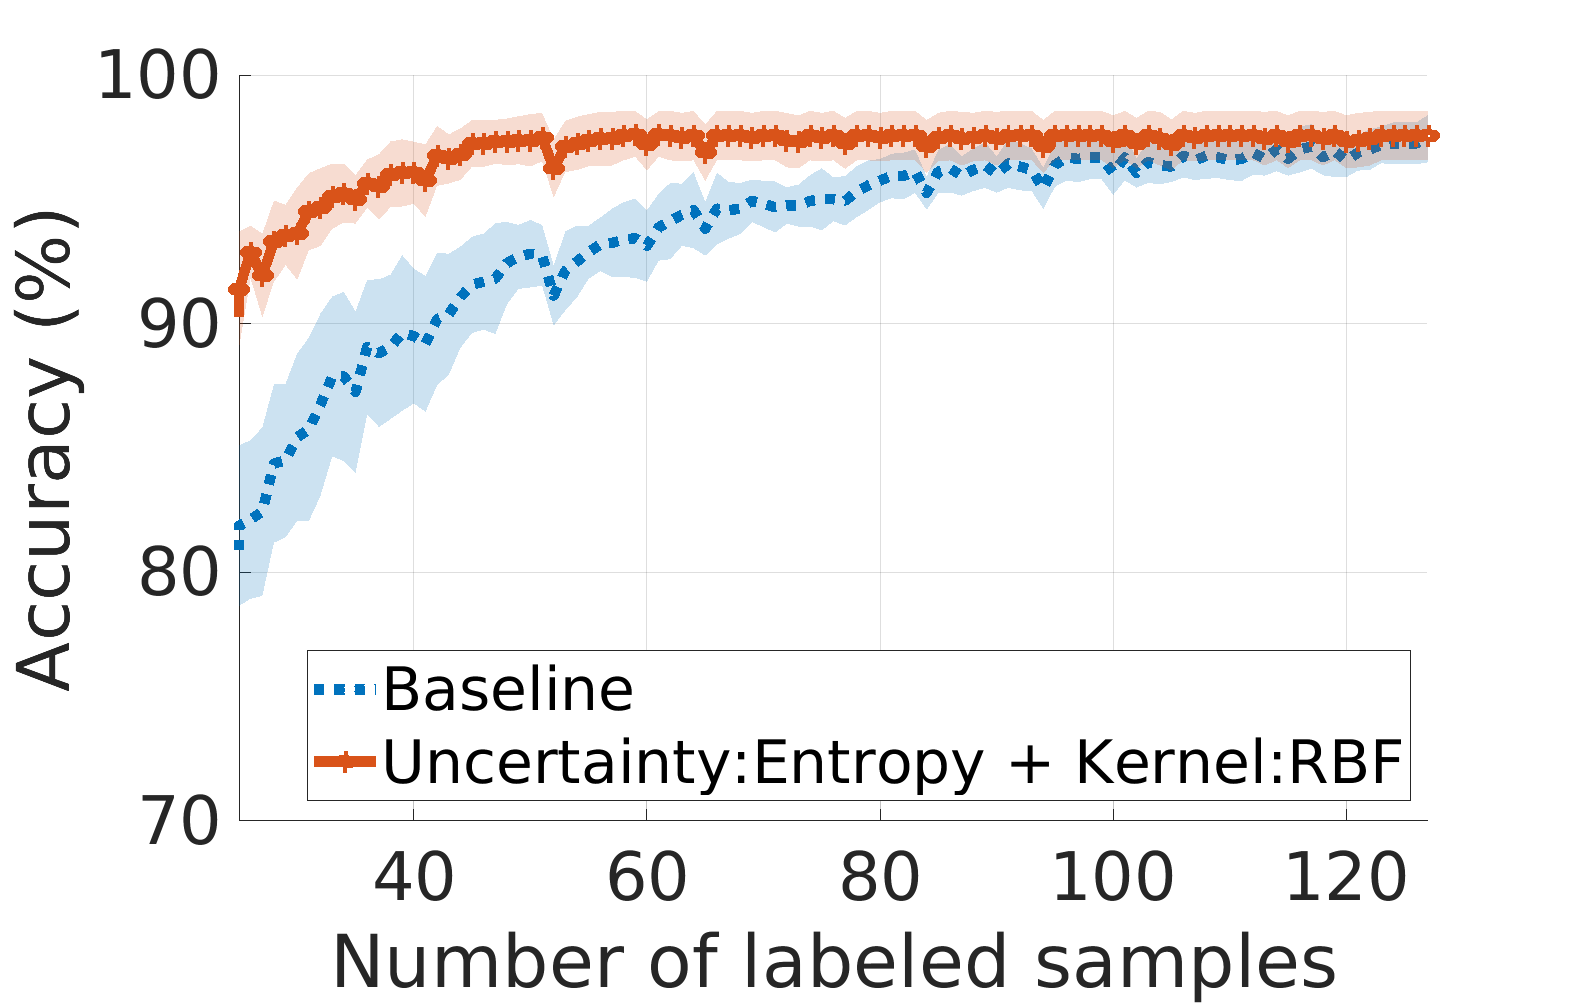 100
90
80
70
Accuracy (%)
Baseline
Uncertainty:Entropy + Kernel:RBF
40 60 80 100 120
Number of labeled samples